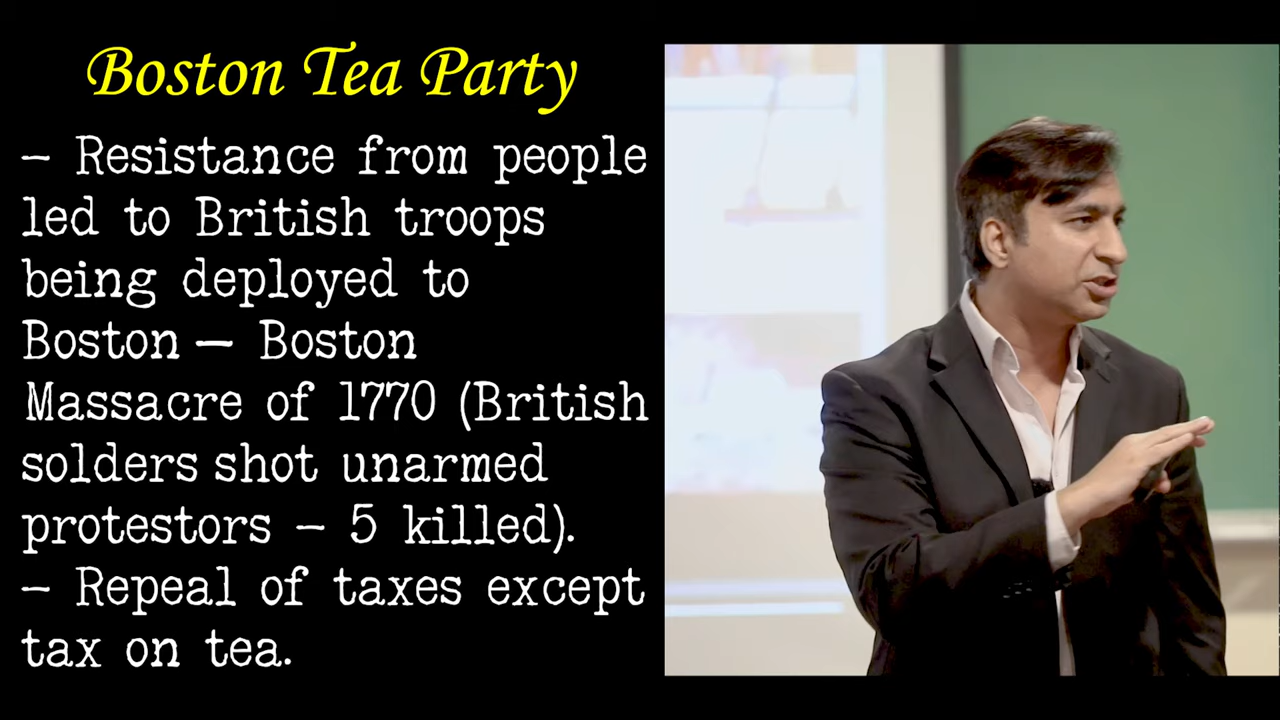 Boston Tea Party
– Resistance from people
led to British troops
being deployed to
Boston – Boston
Massacre of 1770 (British
solders shot unarmed
protestors – 5 killed).
– Repeal of taxes except
tax on tea.